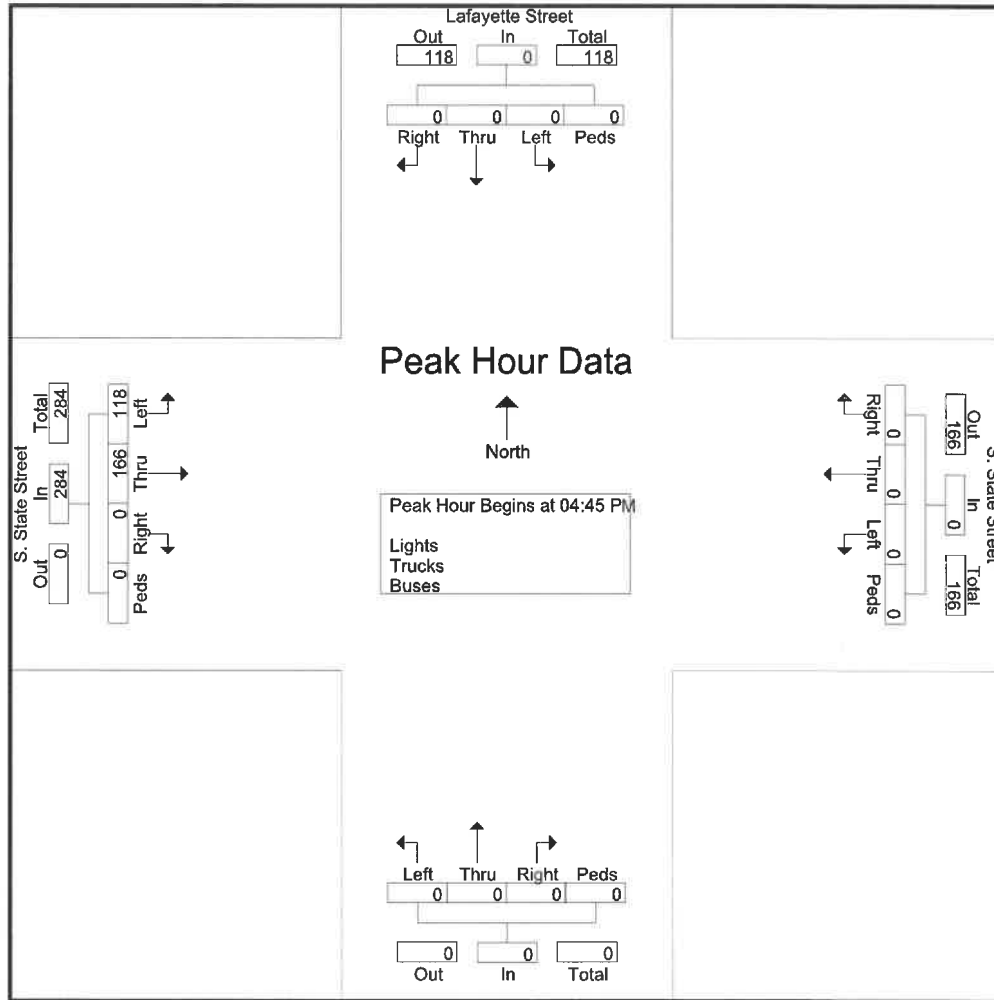 Lafayette Street
Out In Total
118 0 118
0 0 0 0
Right Thru Left Peds
Peak Hour Data
North
Peak Hour Begins at 04:45 PM
Lights
Trucks
Buses
S. State Street
Out In Total
0 284 284
118 166 0 0
Left Thru Right Peds
S. State Street
Out In Total
166 0 166
0 0 0 0
Right Thru Left Peds
Left Thru Right Peds
0 0 0 0
0 0 0
Out In Total